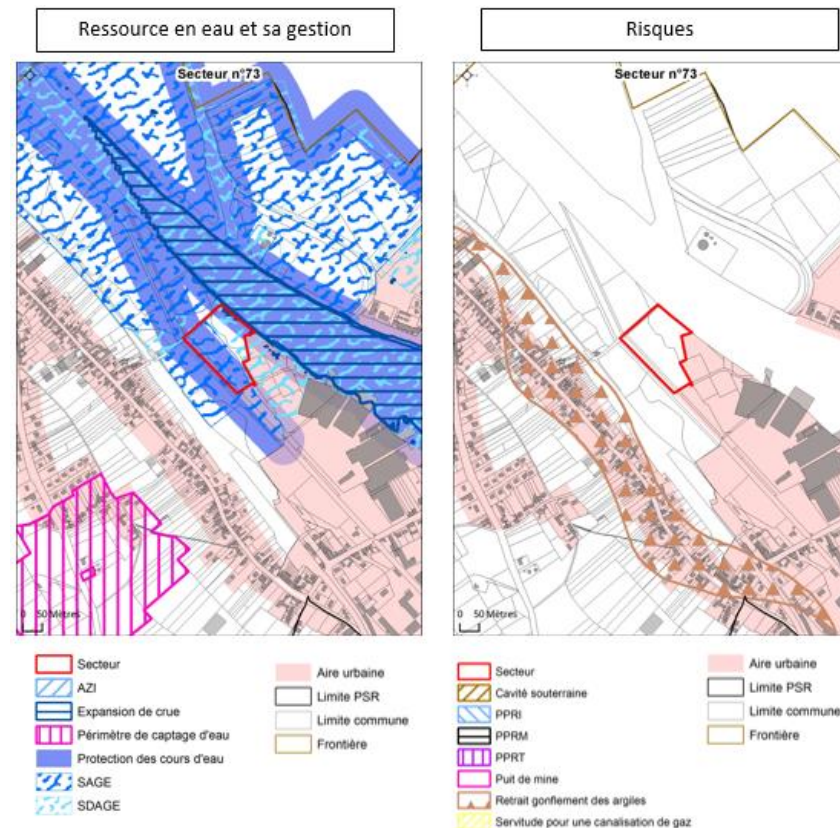 Ressource en eau et sa gestion
Risques
Secteur n°73
0 50 Mètres
Secteur n°73
0 50 Mètres
Secteur
AZI
Expansion de crue
Périmètre de captage d'eau
Protection des cours d'eau
SAGE
SDAGE
Aire urbaine
Limite PSR
Limite commune
Frontière
Secteur
Cavité souterraine
PPRI
PPRM
PPRT
Puit de mine
Retrait gonflement des argiles
Servitude pour une canalisation de gaz
Aire urbaine
Limite PSR
Limite commune
Frontière